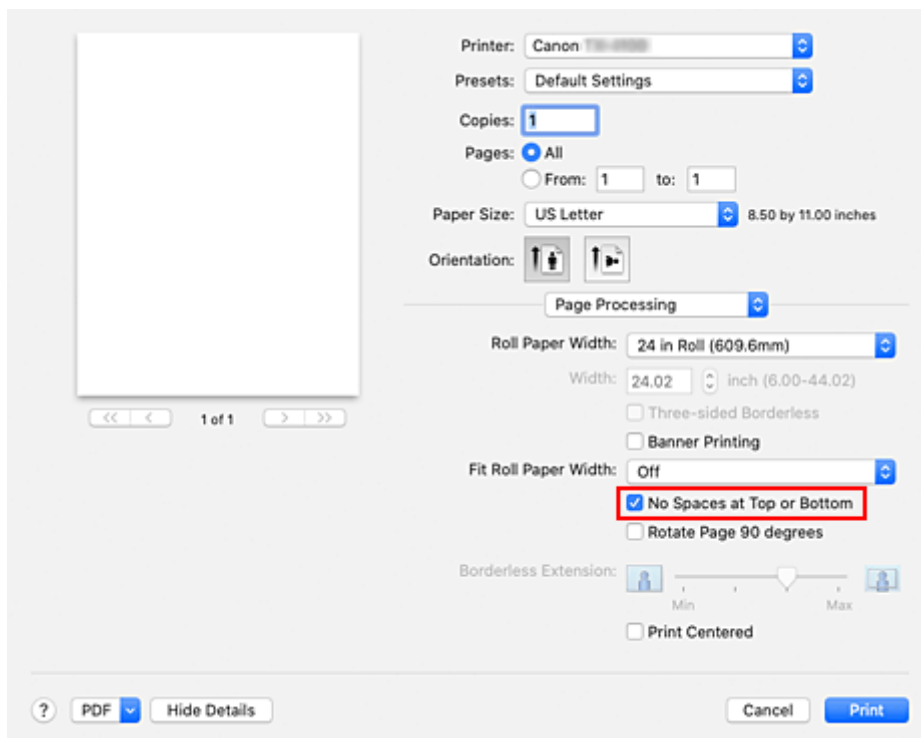 Printer: Canon
Presets: Default Settings
Copies: 1
Pages: All
From: 1 to: 1
Paper Size: US Letter 8.50 by 11.00 inches
Orientation:
Page Processing
Roll Paper Width: 24 in Roll (609.6mm)
Width: 24.02 inch (6.00-44.02)
Three-sided Borderless
<< < 1 of 1 > >>
Banner Printing
Fit Roll Paper Width: Off
No Spaces at Top or Bottom
Rotate Page 90 degrees
Borderless Extension:
Min Max
Print Centered
? PDF Hide Details Cancel Print